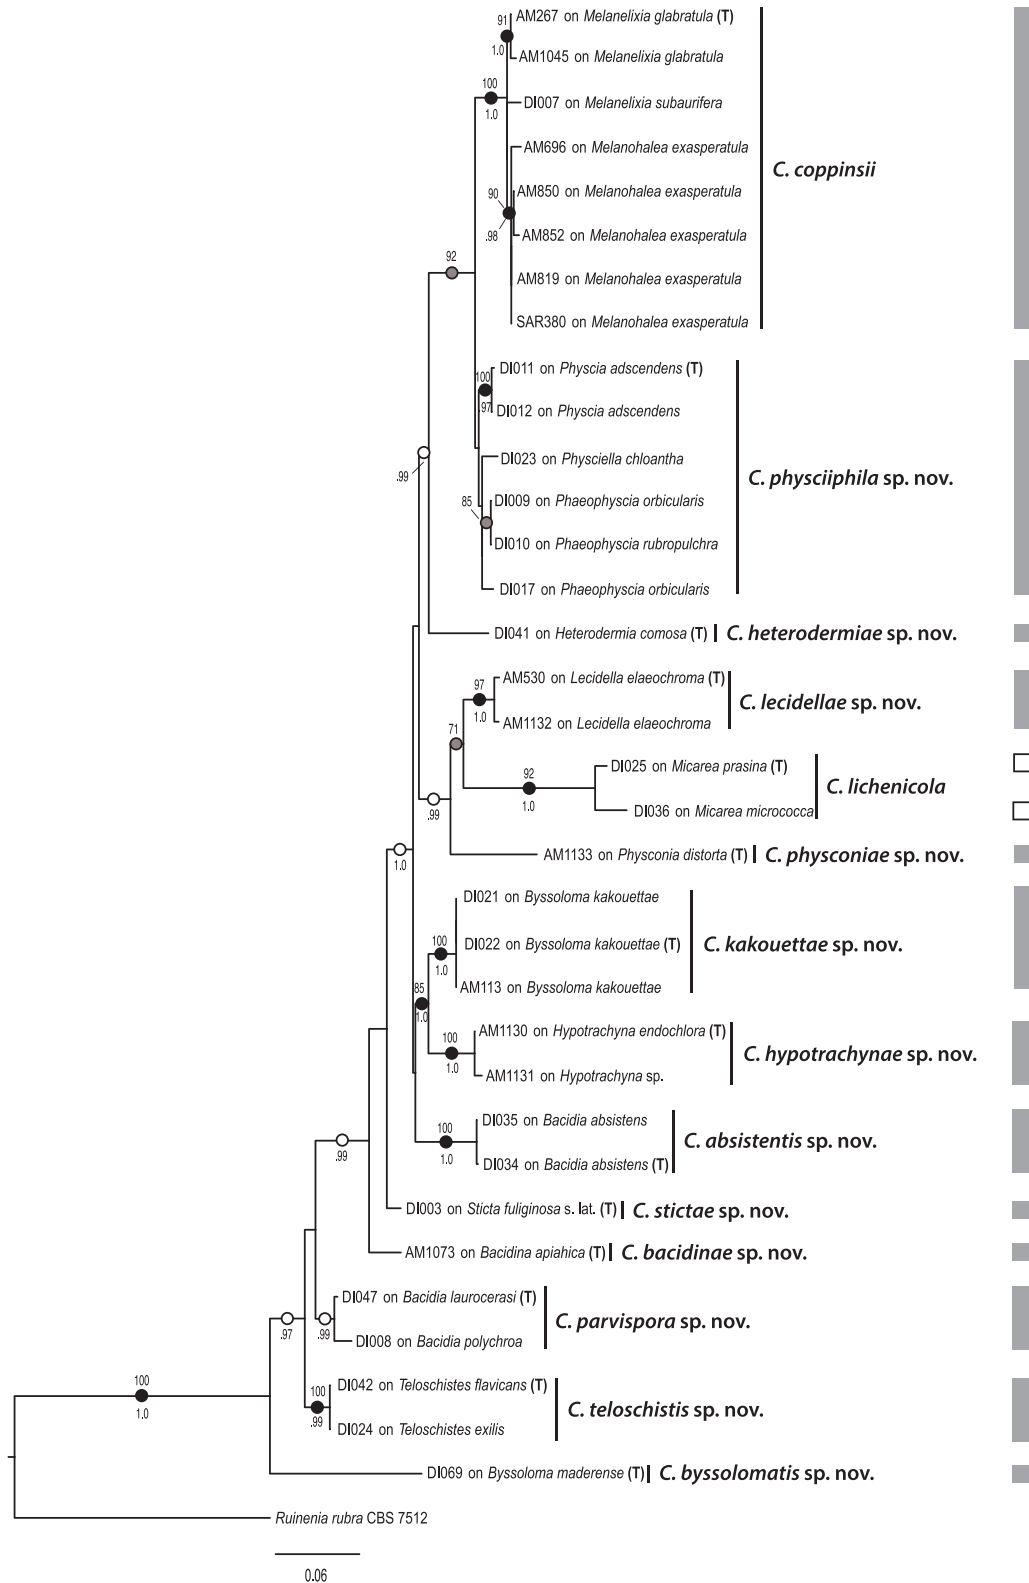 AM267 on Melanelixia glabratula (T)
91
1.0
AM1045 on Melanelixia glabratula
100
1.0
DI007 on Melanelixia subaurifera
AM696 on Melanohalea exasperatula
C. coppinsii
90
AM850 on Melanohalea exasperatula
.98
AM852 on Melanohalea exasperatula
92
AM819 on Melanohalea exasperatula
SAR380 on Melanohalea exasperatula
DI011 on Physcia adscendens (T)
100
.97
DI012 on Physcia adscendens
DI023 on Physciella chloantha
.99
C. physciiphila sp. nov.
85
DI009 on Phaeophyscia orbicularis
DI010 on Phaeophyscia rubropulchra
DI017 on Phaeophyscia orbicularis
DI041 on Heterodermia comosa (T)
C. heterodermiae sp. nov.
AM530 on Lecidella elaeochroma (T)
97
1.0
C. lecidellae sp. nov.
AM1132 on Lecidella elaeochroma
71
DI025 on Micarea prasina (T)
92
1.0
C. lichenicola
DI036 on Micarea micrococca
.99
AM1133 on Physconia distorta (T)
C. physconiae sp. nov.
1.0
DI021 on Byssoloma kakouettae
100
1.0
DI022 on Byssoloma kakouettae (T)
C. kakouettae sp. nov.
AM113 on Byssoloma kakouettae
85
1.0
AM1130 on Hypotrachyna endochlora (T)
100
1.0
C. hypotrachynae sp. nov.
AM1131 on Hypotrachyna sp.
DI035 on Bacidia absistens
100
1.0
C. absistentis sp. nov.
DI034 on Bacidia absistens (T)
.99
DI003 on Sticta fuliginosa s. lat. (T)
C. stictae sp. nov.
AM1073 on Bacidina apiahica (T)
C. bacidinae sp. nov.
DI047 on Bacidia laurocerasi (T)
.97
.99
C. parvispora sp. nov.
DI008 on Bacidia polychroa
100
1.0
DI042 on Teloschistes flavicans (T)
100
.99
C. teloschistis sp. nov.
DI024 on Teloschistes exilis
DI069 on Byssoloma maderense (T)
C. byssolomatis sp. nov.
Ruinenia rubra CBS 7512
0.06